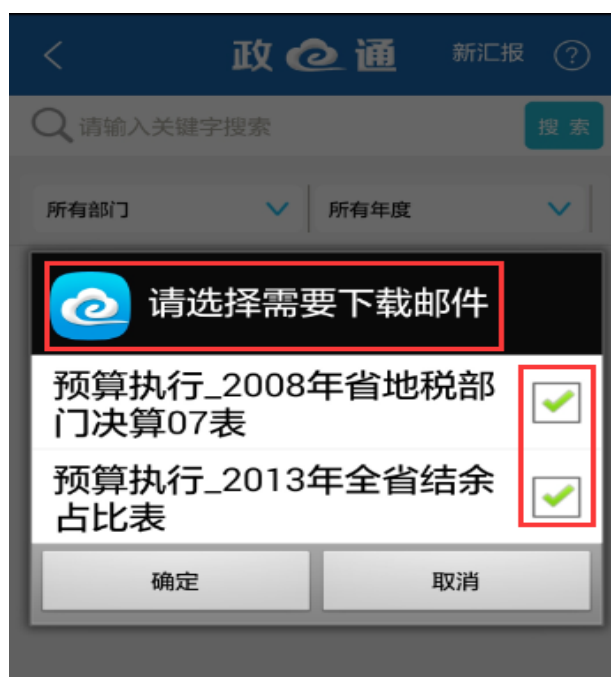 政通 新汇报 ?
请输入关键字搜索 搜 索
所有部门 所有年度
请选择需要下载邮件
预算执行_2008年省地税部
门决算07表
预算执行_2013年全省结余
占比表
确定 取消